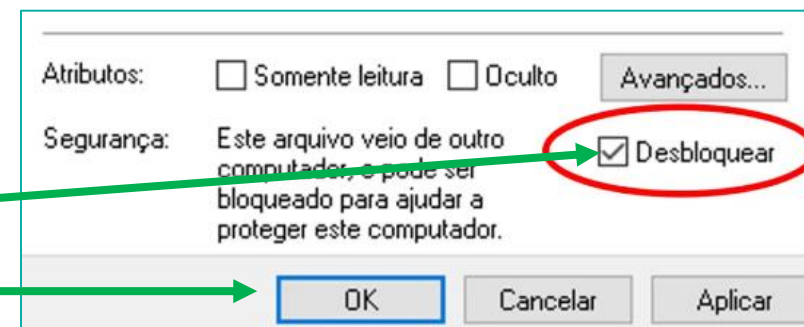 Atributos: Somente leitura Oculto Avançados...
Segurança: Este arquivo veio de outro Desbloquear
computador, e pode ser
bloqueado para ajudar a
proteger este computador.
OK Cancelar Aplicar